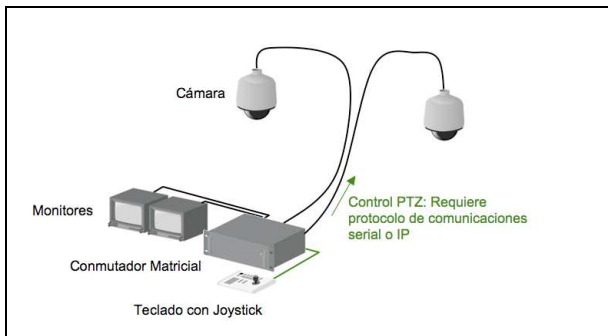 Cámara
Control PTZ: Requiere
protocolo de comunicaciones
serial o IP
Monitores
Conmutador Matricial
Teclado con Joystick